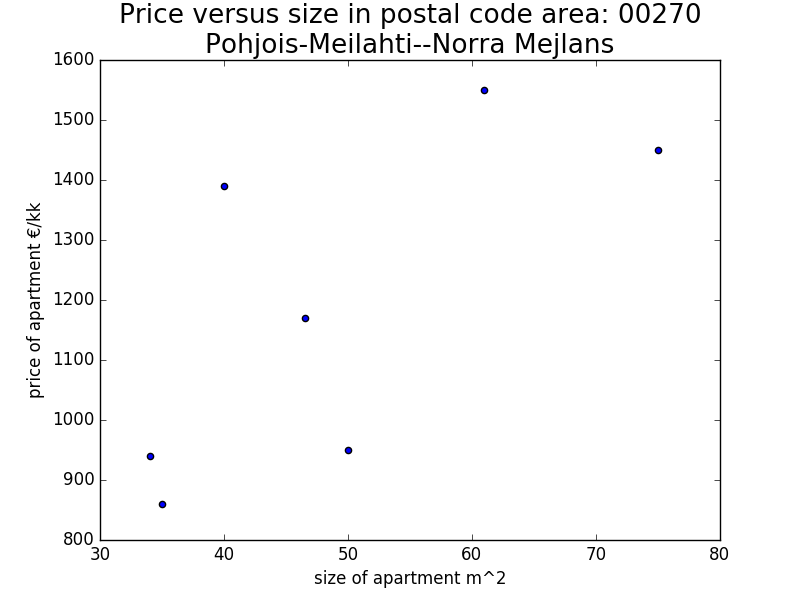 Price versus size in postal code area: 00270
Pohjois-Meilahti--Norra Mejlans
1600
1500
1400
1300
1200
1100
1000
900
800
price of apartment €/kk
30 40 50 60 70 80
size of apartment m^2